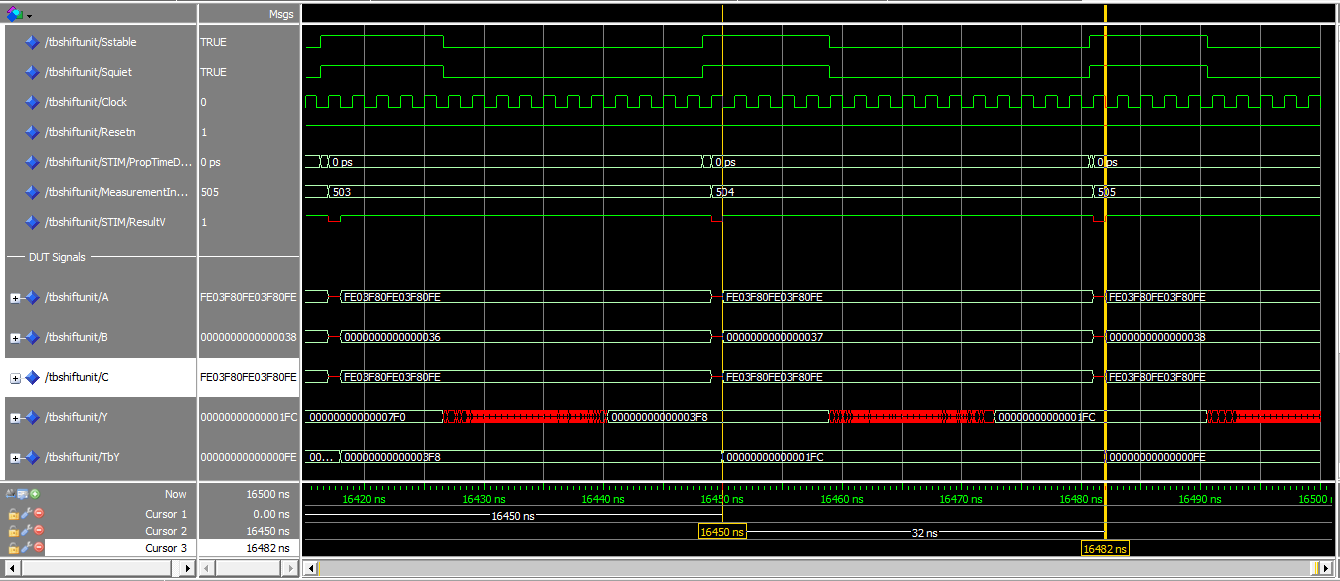 Msgs
/tbshiftunit/Sstable TRUE
/tbshiftunit/Squiet TRUE
/tbshiftunit/Clock 0
/tbshiftunit/Resetn 1
/tbshiftunit/STIM/PropTimeD... 0 ps 0 ps 0 ps 0 ps
/tbshiftunit/MeasurementIn... 505 503 504 505
/tbshiftunit/STIM/ResultV 1
DUT Signals
/tbshiftunit/A FE03F80FE03F80FE FE03F80FE03F80FE FE03F80FE03F80FE FE03F80FE03F80FE
/tbshiftunit/B 0000000000000038 0000000000000036 0000000000000037 0000000000000038
/tbshiftunit/C FE03F80FE03F80FE FE03F80FE03F80FE FE03F80FE03F80FE FE03F80FE03F80FE
/tbshiftunit/Y 00000000000001FC 00000000000007F0 00000000000003F8 00000000000001FC
/tbshiftunit/TbY 00000000000000FE 00... 00000000000003F8 00000000000001FC 00000000000000FE
Now 16500 ns 16420 ns 16430 ns 16440 ns 16450 ns 16460 ns 16470 ns 16480 ns 16490 ns 16500
Cursor 1 0.00 ns 16450 ns
Cursor 2 16450 ns 16450 ns 32 ns
Cursor 3 16482 ns 16482 ns